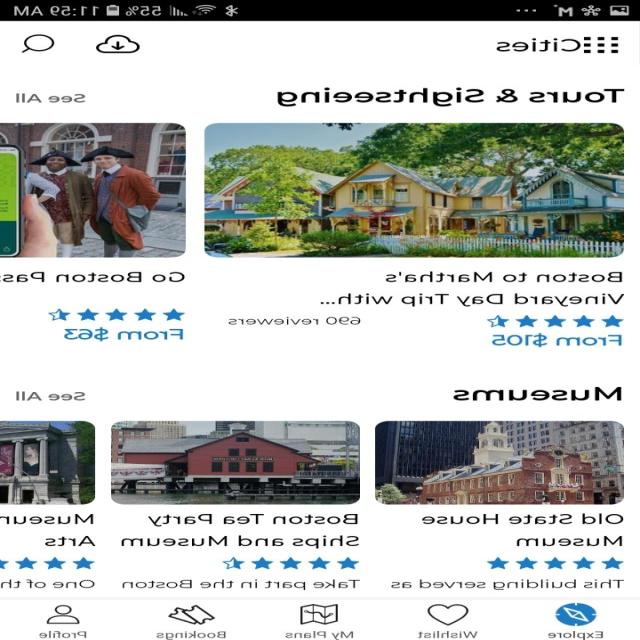 55% 11:59 AM
Cities
Tours & Sightseeing
See All
Boston to Martha's
Vineyard Day Trip with...
690 reviewers
From $105
Go Boston Pass
From $63
Museums
See All
Old State House
Museum
This building served as
Boston Tea Party
Ships and Museum
Take part in the Boston
Museum
Arts
One of th
Explore
Wishlist
My Plans
Bookings
Profile